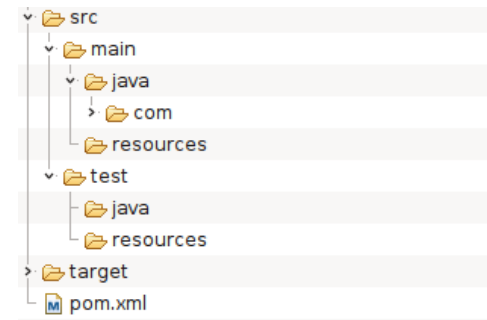 src
main
java
com
resources
test
java
resources
target
pom.xml